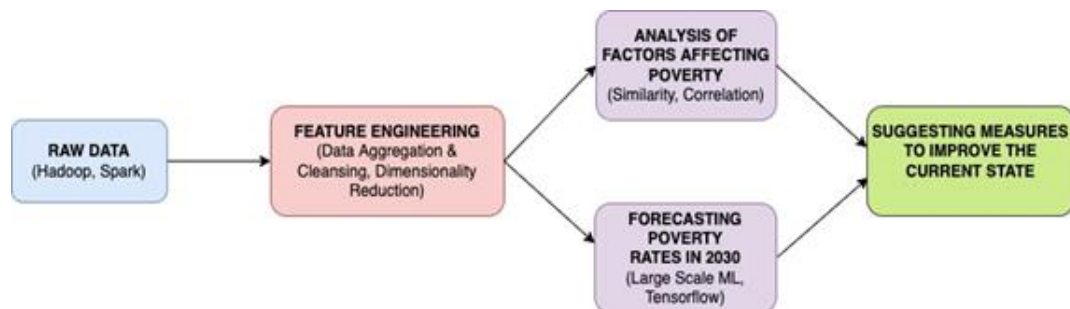 RAW DATA
(Hadoop, Spark)
FEATURE ENGINEERING
(Data Aggregation &
Cleansing, Dimensionality
Reduction)
ANALYSIS OF
FACTORS AFFECTING
POVERTY
(Similarity, Correlation)
FORECASTING
POVERTY
RATES IN 2030
(Large Scale ML,
Tensorflow)
SUGGESTING MEASURES
TO IMPROVE THE
CURRENT STATE